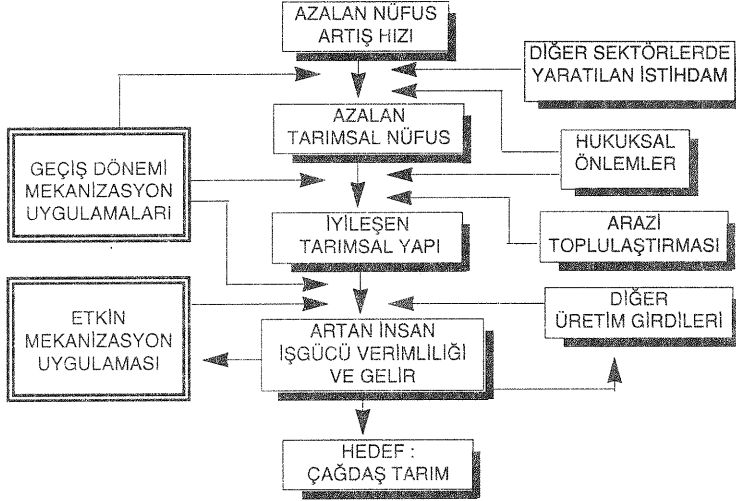 AZALAN NÜFUS
ARTIŞ HIZI
DİĞER SEKTÖRLERDE
YARATILAN İSTİHDAM
AZALAN
TARIMSAL NÜFUS
HUKUKSAL
ÖNLEMLER
GEÇİŞ DÖNEMİ
MEKANİZASYON
UYGULAMALARI
İYİLEŞEN
TARIMSAL YAPI
ARAZİ
TOPLULAŞTIRMASI
ETKİN
MEKANİZASYON
UYGULAMASI
DİĞER
ÜRETİM GİRDİLERİ
ARTAN İNSAN
İŞGÜCÜ VERİMLİLİĞİ
VE GELİR
HEDEF :
ÇAĞDAŞ TARIM